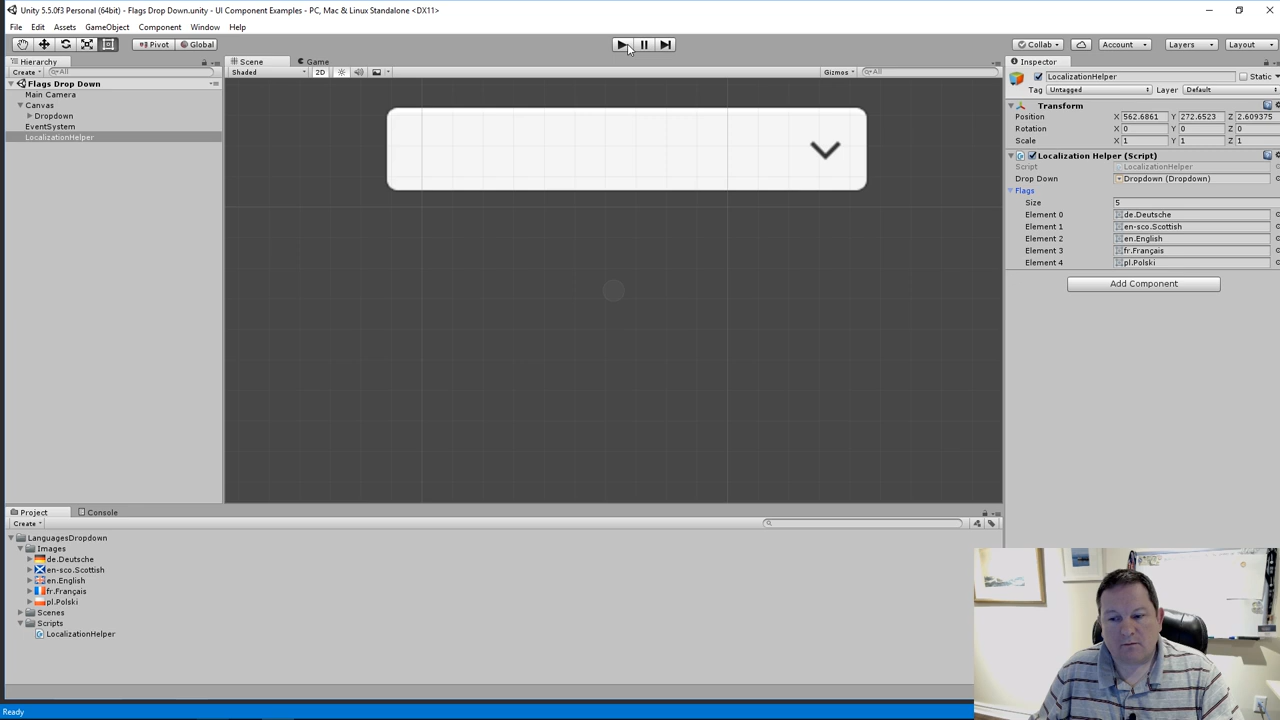 Unity 5.5.0f3 Personal (64bit) - Flags Drop Down.unity - UI Component Examples - PC, Mac & Linux Standalone <DX11>
File Edit Assets GameObject Component Window Help
Pivot Global Collab Account Layers Layout
Hierarchy Scene Game Inspector
Create All Shaded 2D Gizmos All LocalizationHelper Static
Flags Drop Down Tag Untagged Layer Default
Main Camera
Canvas Transform
Dropdown Position X 562.6861 Y 272.6523 Z 2.609375
EventSystem Rotation X 0 Y 0 Z 0
LocalizationHelper Scale X 1 Y 1 Z 1
Localization Helper (Script)
Script LocalizationHelper
Drop Down Dropdown (Dropdown)
Flags
Size 5
Element 0 de.Deutsche
Element 1 en-sco.Scottish
Element 2 en.English
Element 3 fr.Français
Element 4 pl.Polski
Add Component
Project Console
Create
LanguagesDropdown
Images
de.Deutsche
en-sco.Scottish
en.English
fr.Français
pl.Polski
Scenes
Scripts
LocalizationHelper
Ready